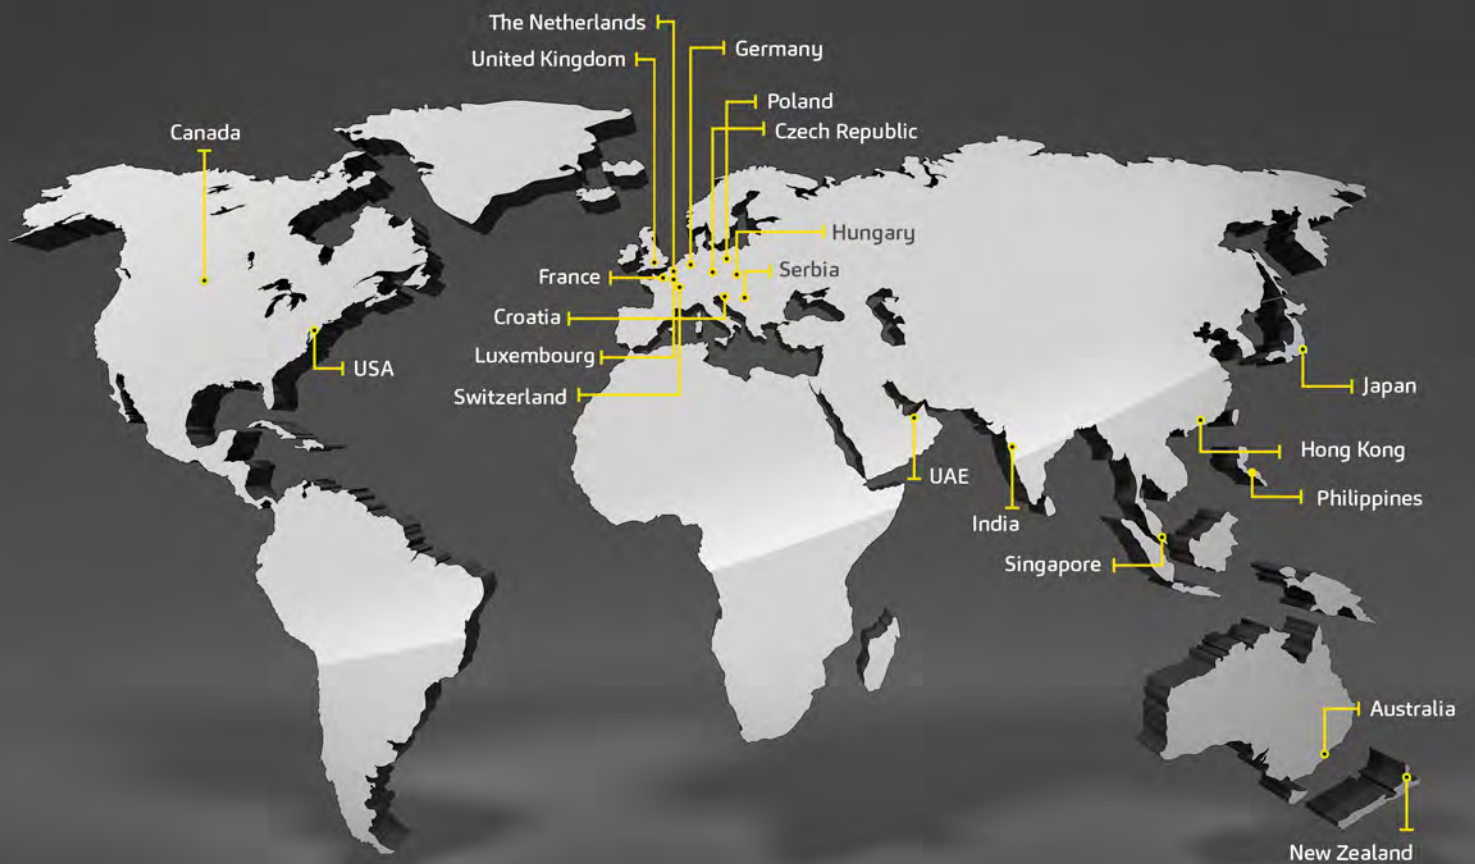 The Netherlands
United Kingdom
Germany
Poland
Canada
Czech Republic
Hungary
Serbia
France
Croatia
Luxembourg
USA
Switzerland
Japan
Hong Kong
UAE
Philippines
India
Singapore
Australia
New Zealand